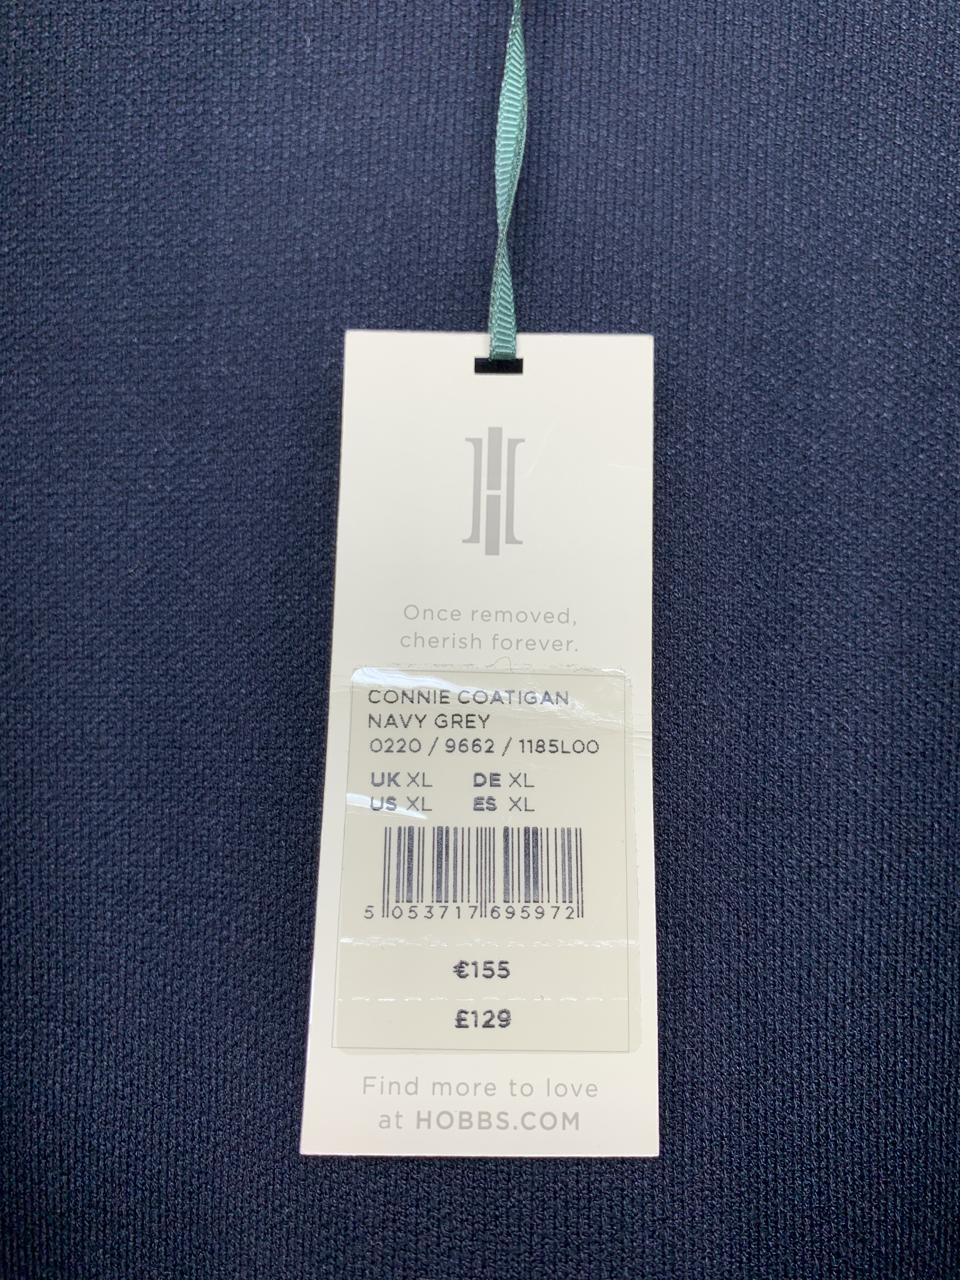 Once removed,
cherish forever.
CONNIE COATIGAN
NAVY GREY
0220 / 9662 / 1185L00
UK XL DE XL
US XL ES XL
5 053717 695972
€155
£129
Find more to love
at HOBBS.COM